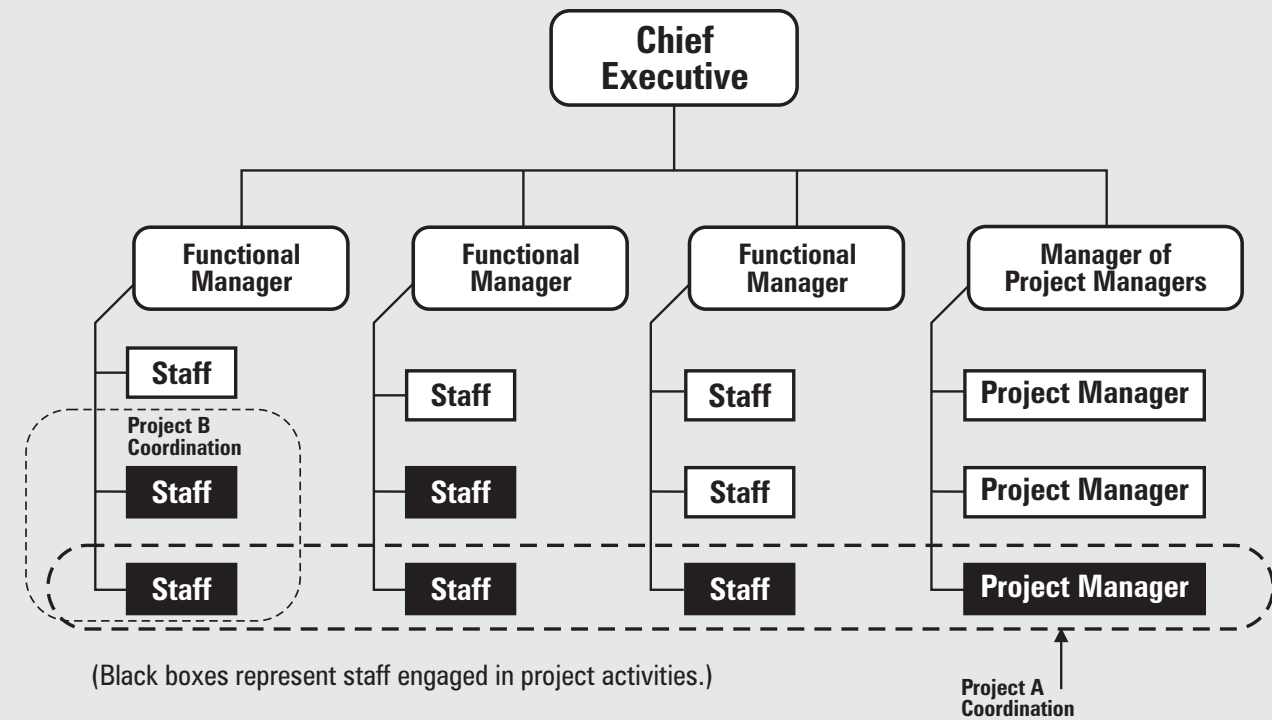 Chief
Executive
Functional
Manager
Functional
Manager
Functional
Manager
Manager of
Project Managers
Staff
Staff
Staff
Project Manager
Project B
Coordination
Staff
Staff
Staff
Project Manager
Staff
Staff
Staff
Project Manager
(Black boxes represent staff engaged in project activities.)
Project A
Coordination